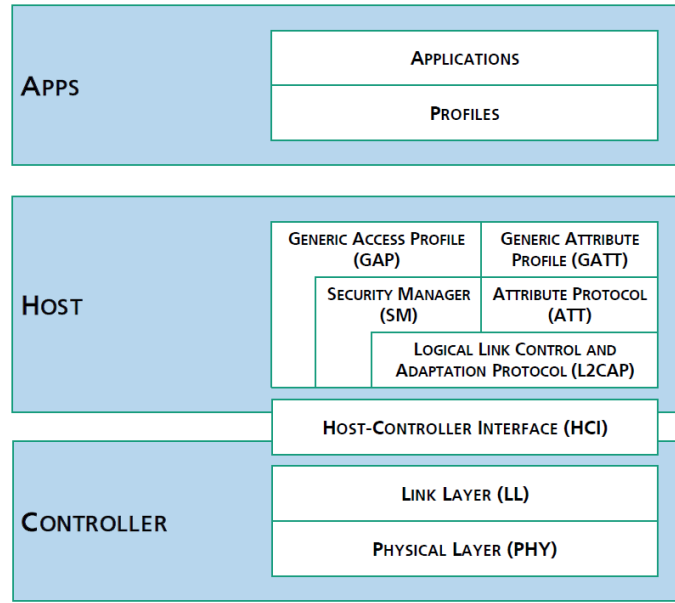 APPS
APPLICATIONS
PROFILES
HOST
GENERIC ACCESS PROFILE
(GAP)
GENERIC ATTRIBUTE
PROFILE (GATT)
SECURITY MANAGER
(SM)
ATTRIBUTE PROTOCOL
(ATT)
LOGICAL LINK CONTROL AND
ADAPTATION PROTOCOL (L2CAP)
HOST-CONTROLLER INTERFACE (HCI)
CONTROLLER
LINK LAYER (LL)
PHYSICAL LAYER (PHY)